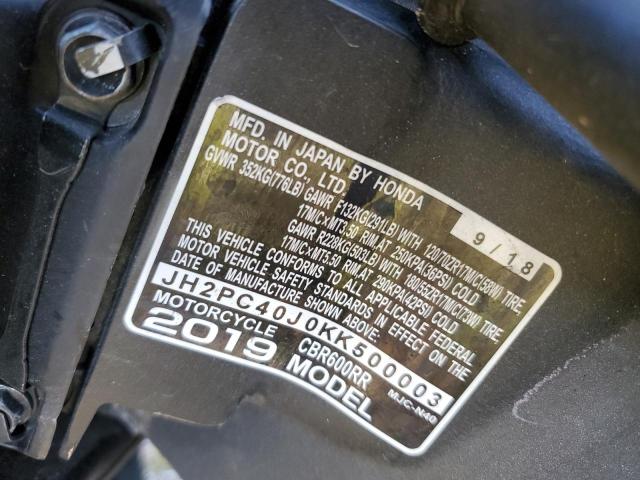 MFD. IN JAPAN BY HONDA
MOTOR CO., LTD. 9/18
GVWR 352KG(776LB) GAWR F132KG(291LB) WITH 120/70ZR17M/C(58W) TIRE,
17M/CxMT3.50 RIM.AT 250KPA(36PSI) COLD
GAWR R228KG(503LB) WITH 180/55ZR17M/C(73W) TIRE,
17M/CxMT5.50 RIM.AT 290KPA(42PSI) COLD
THIS VEHICLE CONFORMS TO ALL APPLICABLE FEDERAL
MOTOR VEHICLE SAFETY STANDARDS IN EFFECT ON THE
DATE OF MANUFACTURE SHOWN ABOVE.
JH2PC40J0KK500003
MOTORCYCLE CBR600RR MJC-N40
2019 MODEL